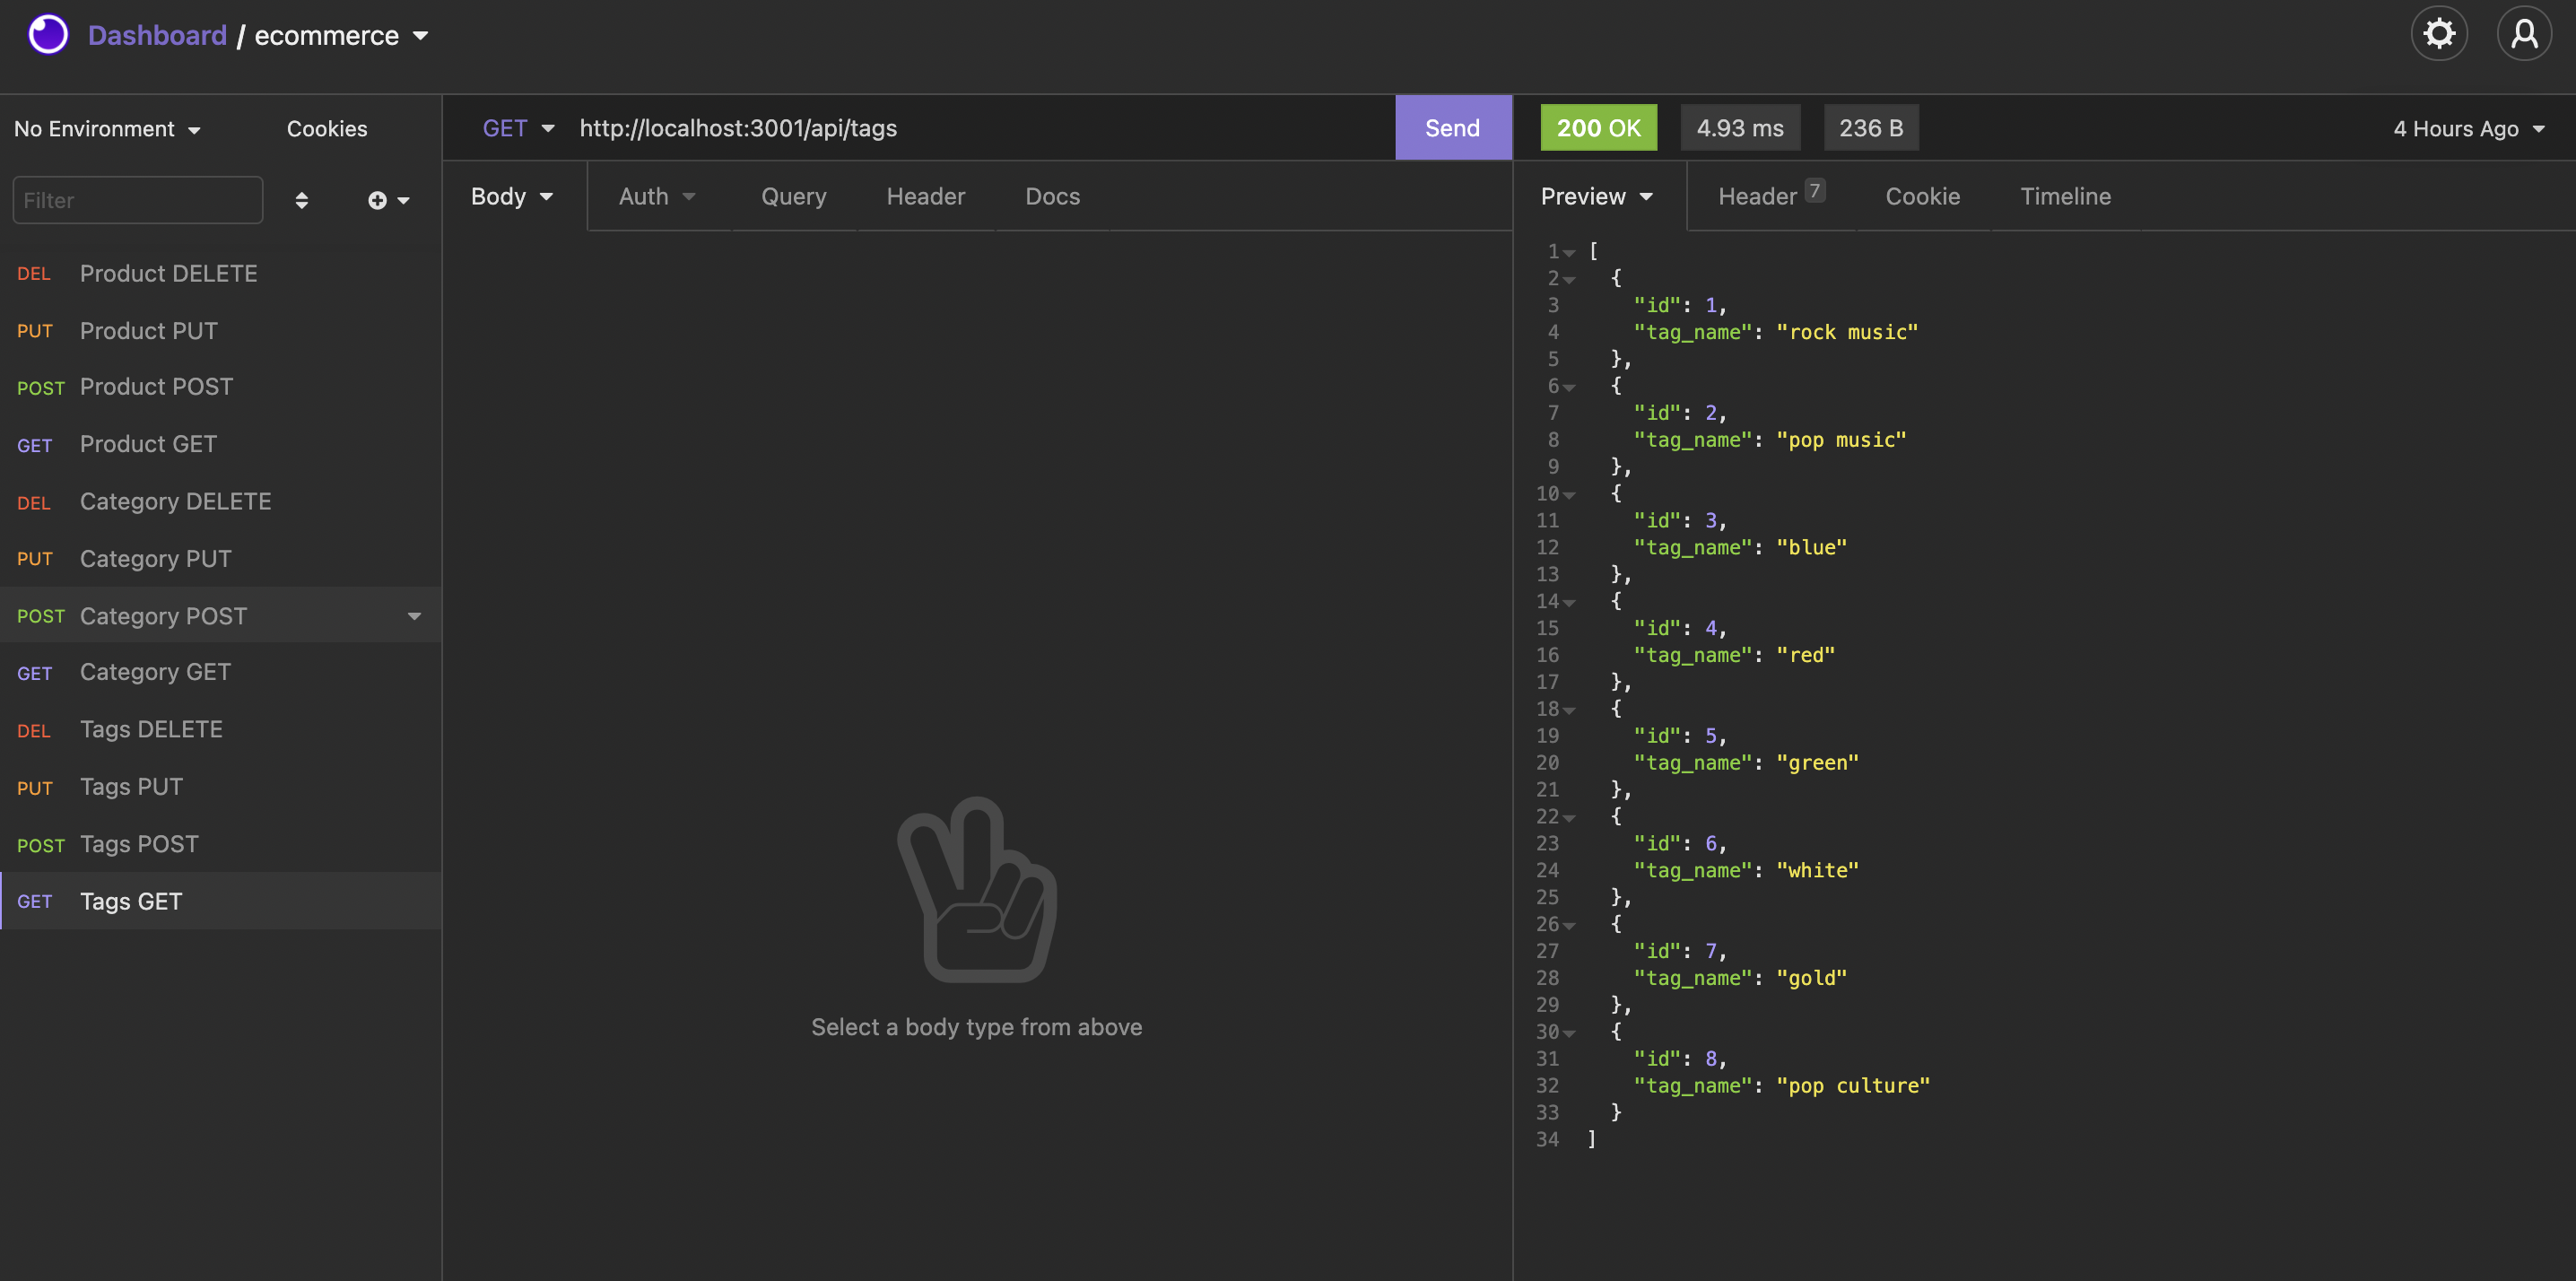 Dashboard / ecommerce
No Environment
Cookies
Filter
DEL Product DELETE
PUT Product PUT
POST Product POST
GET Product GET
DEL Category DELETE
PUT Category PUT
POST Category POST
GET Category GET
DEL Tags DELETE
PUT Tags PUT
POST Tags POST
GET Tags GET
GET http://localhost:3001/api/tags
Send
Body Auth Query Header Docs
Select a body type from above
200 OK 4.93 ms 236 B 4 Hours Ago
Preview Header 7 Cookie Timeline
1 [
2 {
3 "id": 1,
4 "tag_name": "rock music"
5 },
6 {
7 "id": 2,
8 "tag_name": "pop music"
9 },
10 {
11 "id": 3,
12 "tag_name": "blue"
13 },
14 {
15 "id": 4,
16 "tag_name": "red"
17 },
18 {
19 "id": 5,
20 "tag_name": "green"
21 },
22 {
23 "id": 6,
24 "tag_name": "white"
25 },
26 {
27 "id": 7,
28 "tag_name": "gold"
29 },
30 {
31 "id": 8,
32 "tag_name": "pop culture"
33 }
34 ]